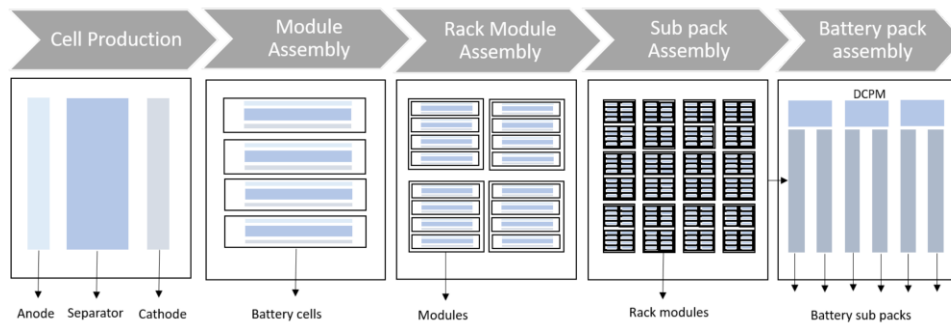 Cell Production
Module
Assembly
Rack Module
Assembly
Sub pack
Assembly
Battery pack
assembly
DCPM
Anode
Separator
Cathode
Battery cells
Modules
Rack modules
Battery sub packs